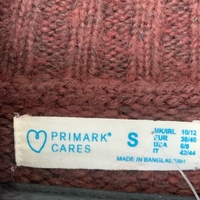 PRIMARK®
CARES
S
UK/IRL 10/12
EUR 38/40
USA 6/8
IT 42/44
MADE IN BANGLADESH